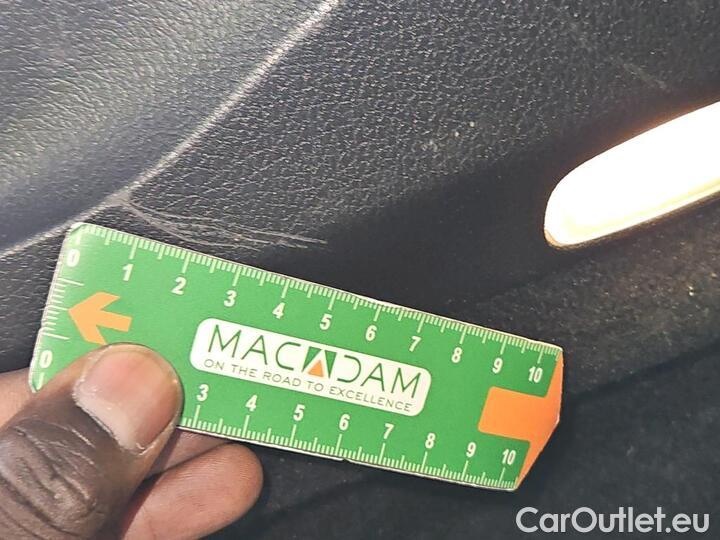 0 1 2 3 4 5 6 7 8 9 10
MACADAM
ON THE ROAD TO EXCELLENCE
0 3 4 5 6 7 8 9 10
CarOutlet.eu